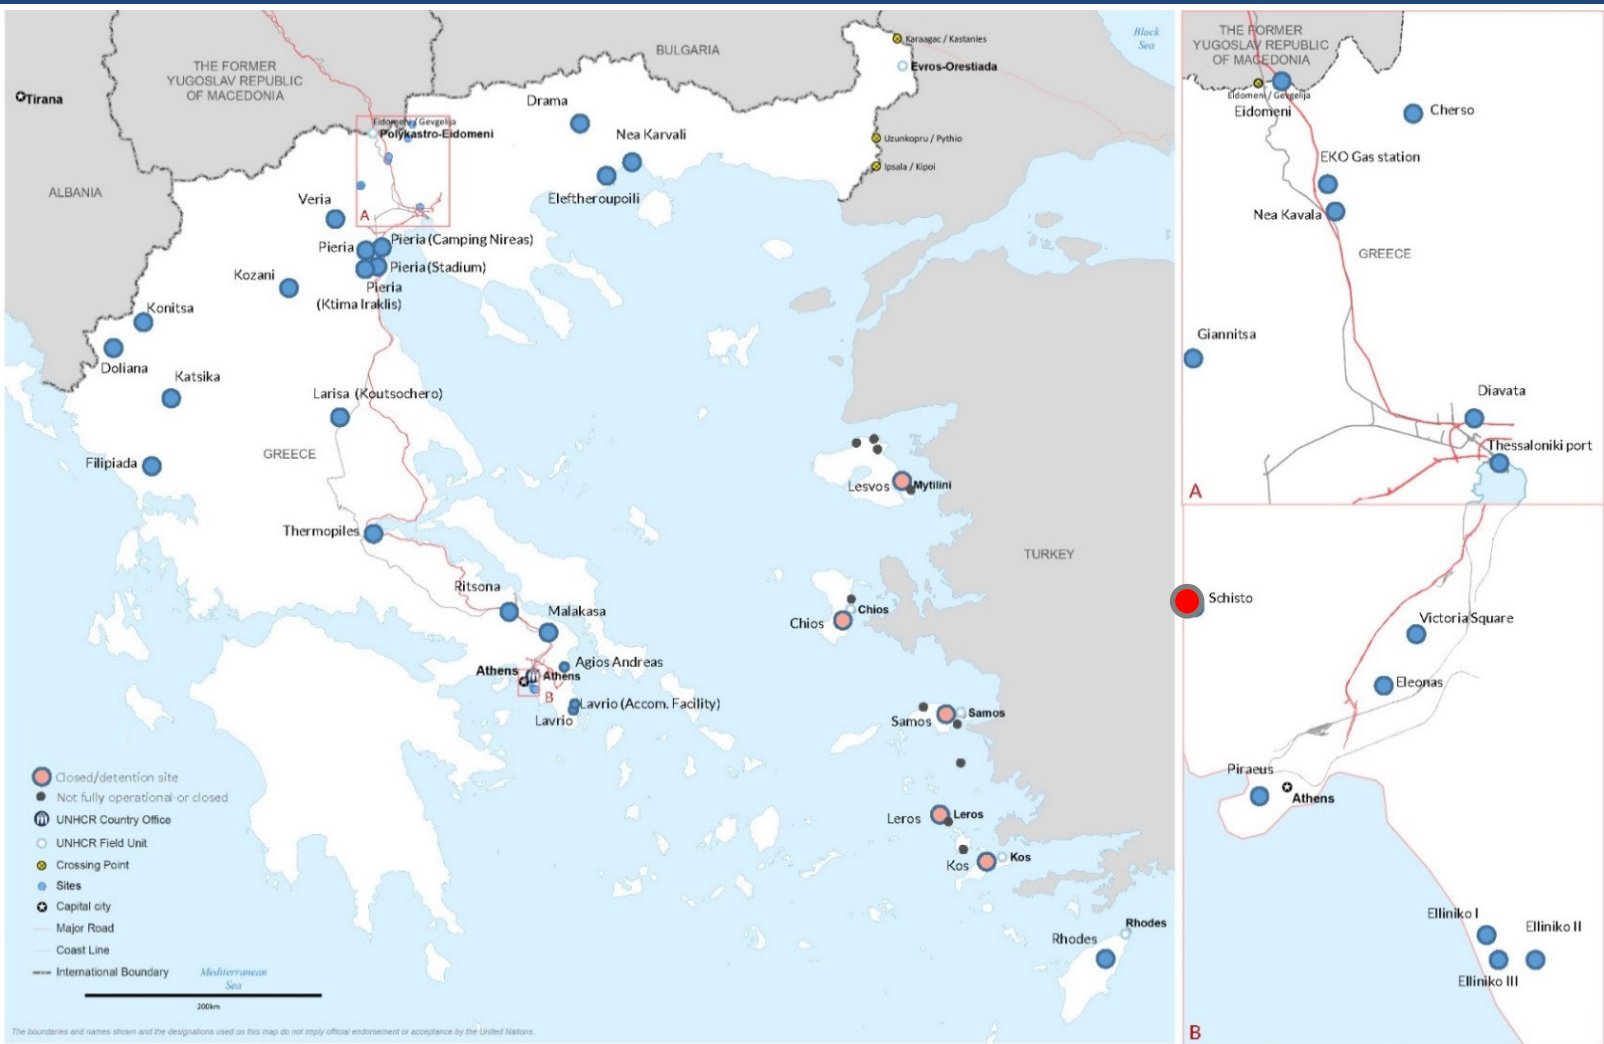 THE FORMER
YUGOSLAV REPUBLIC
OF MACEDONIA
BULGARIA
Black
Sea
Karaagac / Kastanies
Evros-Orestiada
Tirana
Drama
Eidomeni / Gevgelija
Polykastro-Eidomeni
Nea Karvali
Uzunkopru / Pythio
Ipsala / Kipoi
ALBANIA
Veria
A
Eleftheroupoili
Pieria
Pieria (Camping Nireas)
Pieria (Stadium)
Kozani
Pieria
(Ktima Iraklis)
Konitsa
Doliana
Katsika
Larisa (Koutsochero)
GREECE
Filipiada
Lesvos
Mytilini
Thermopiles
TURKEY
Ritsona
Malakasa
Chios
Chios
Athens
Agios Andreas
Athens
B
Lavrio (Accom. Facility)
Lavrio
Samos
Samos
Leros
Leros
Kos
Kos
Rhodes
Rhodes
Closed/detention site
Not fully operational or closed
UNHCR Country Office
UNHCR Field Unit
Crossing Point
Sites
Capital city
Major Road
Coast Line
International Boundary
Mediterranean
Sea
200km
The boundaries and names shown and the designations used on this map do not imply official endorsement or acceptance by the United Nations.
THE FORMER
YUGOSLAV REPUBLIC
OF MACEDONIA
Eidomeni / Gevgelija
Eidomeni
Cherso
EKO Gas station
Nea Kavala
GREECE
Giannitsa
Diavata
Thessaloniki port
A
Schisto
Victoria Square
Eleonas
Piraeus
Athens
Elliniko I
Elliniko II
Elliniko III
B